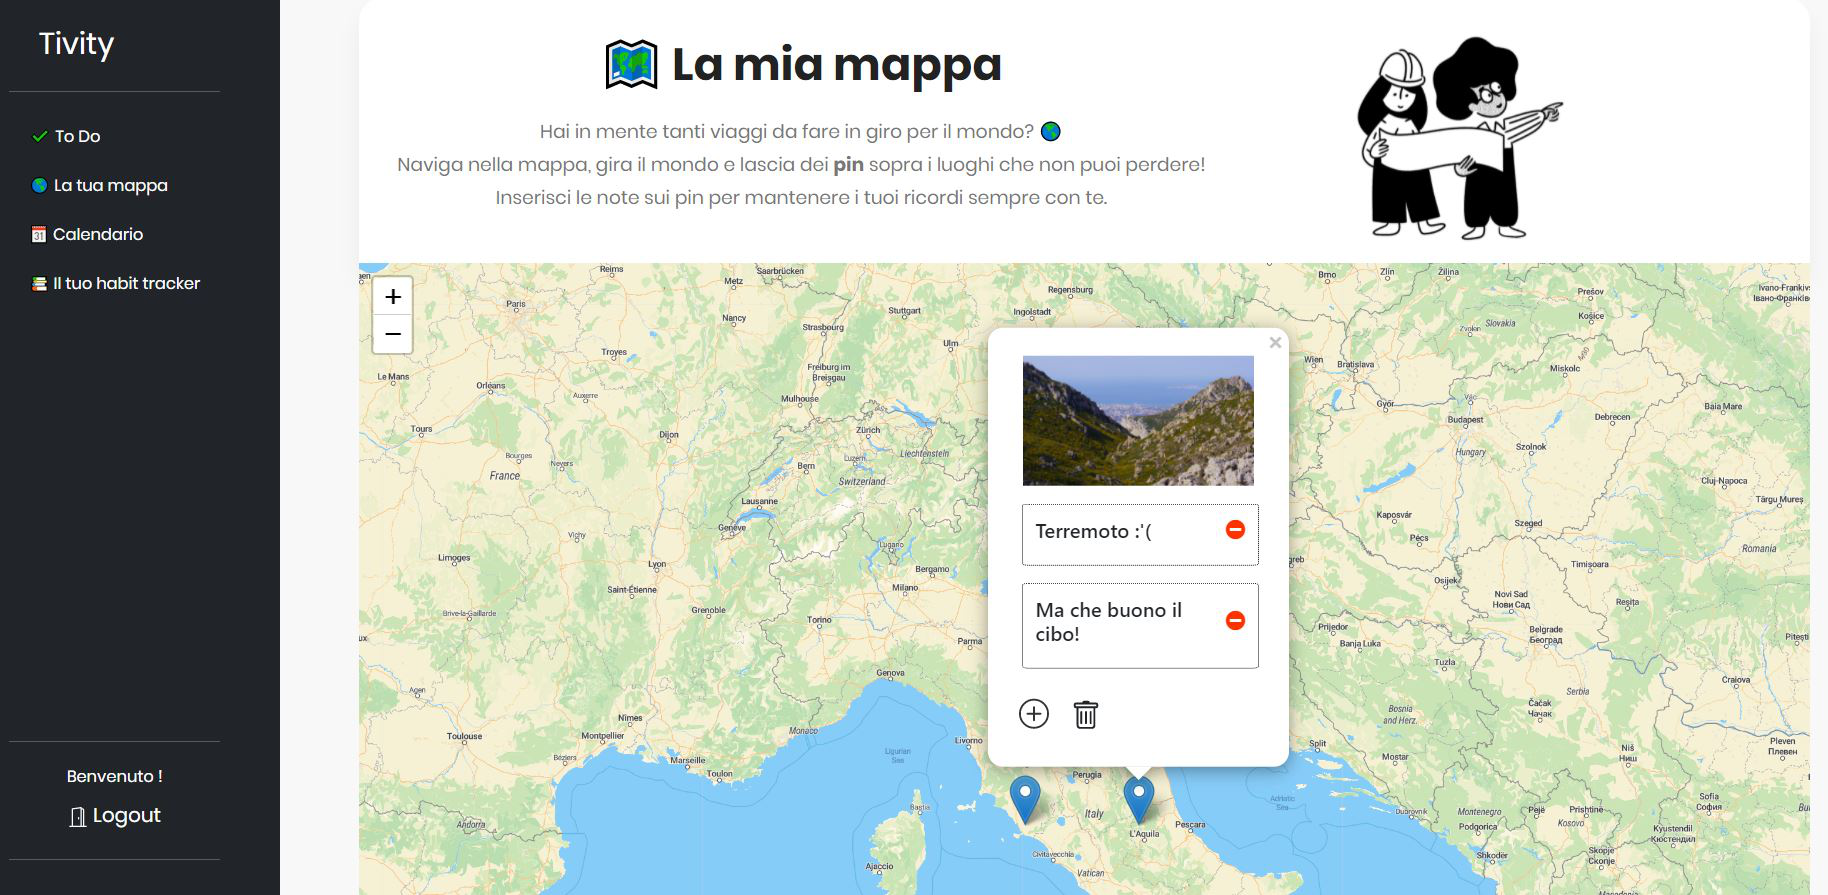 Tivity
To Do
La tua mappa
Calendario
Il tuo habit tracker
Benvenuto !
Logout
La mia mappa
Hai in mente tanti viaggi da fare in giro per il mondo?
Naviga nella mappa, gira il mondo e lascia dei pin sopra i luoghi che non puoi perdere!
Inserisci le note sui pin per mantenere i tuoi ricordi sempre con te.
+
−
×
Terremoto :'(
Ma che buono il
cibo!
Reims
Metz
Saarbrücken
Regensburg
Brno
Zlín
Žilina
Prešov
Paris
Nancy
Strasbourg
Stuttgart
Ingolstadt
Zvolen
Slovakia
Košice
Troyes
Ulm
Wien
Bratislava
Miskolc
Le Mans
Orléans
Auxerre
Freiburg im
Breisgau
Mulhouse
Győr
Vác
Budapest
Debrecen
Baia Mare
Tours
Bourges
Nevers
Dijon
Zürich
Bern
Luzern
Liechtenstein
Switzerland
Szolnok
Hungary
Cluj-Napoca
Târgu Mureș
France
Lausanne
Genève
Kaposvár
Szeged
Vichy
Pécs
Limoges
Lyon
Lugano
Bergamo
Milano
Timișoara
Romania
Saint-Étienne
Osijek
Novi Sad
Нови Сад
Reșița
Brive-la-Gaillarde
Grenoble
Torino
Parma
Prijedor
Banja Luka
Belgrade
Београд
Tuzla
Agen
Genova
Serbia
Čačak
Чачак
Craiova
Nîmes
Bosnia
and Herz.
Toulouse
Montpellier
Monaco
Livorno
Ligurian
Sea
Split
Mostar
Niš
Ниш
Pleven
Плевен
Béziers
Marseille
Toulon
Perugia
Italy
Adriatic
Sea
Dubrovnik
Montenegro
Podgorica
Pejë
Prishtinë
Kosovo
Sofia
София
Andorra
Bastia
L'Aquila
Pescara
Kyustendil
Кюстендил
Ajaccio
Civitavecchia
Vatican
Shkodër
Skopje
Скопје